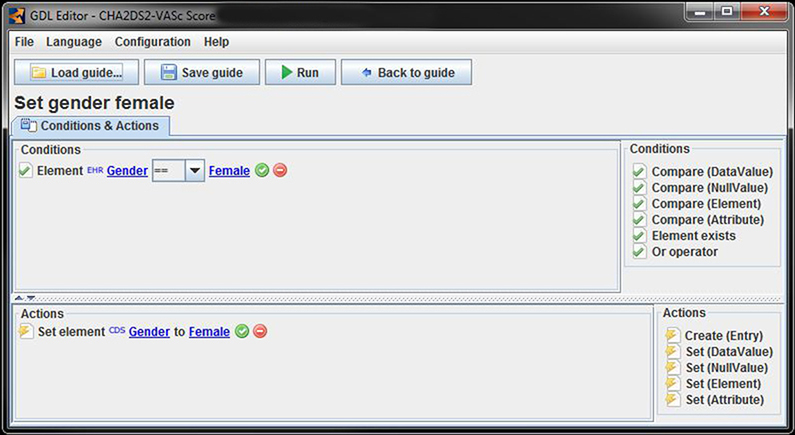 GDL Editor - CHA2DS2-VASc Score
File Language Configuration Help
Load guide... Save guide Run Back to guide
Set gender female
Conditions & Actions
Conditions
Element EHR Gender == Female
Conditions
Compare (DataValue)
Compare (NullValue)
Compare (Element)
Compare (Attribute)
Element exists
Or operator
Actions
Set element CDS Gender to Female
Actions
Create (Entry)
Set (DataValue)
Set (NullValue)
Set (Element)
Set (Attribute)